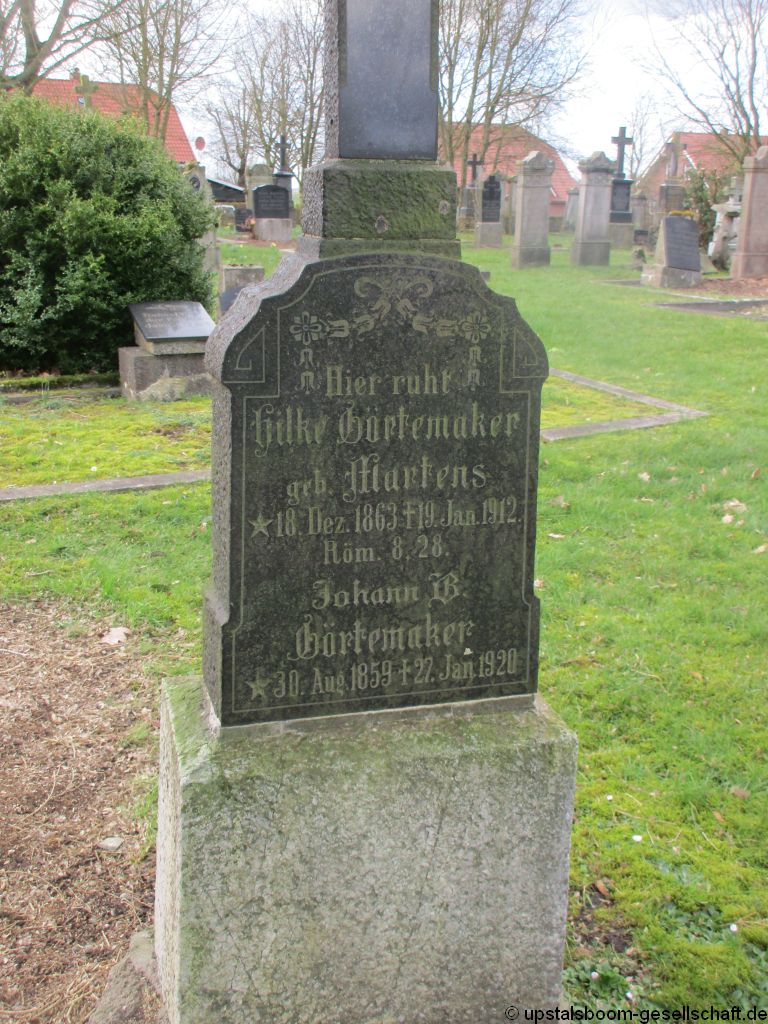 Hier ruht
Hilke Görtemaker
geb. Martens
★ 18. Dez. 1863 † 19. Jan. 1912.
Röm. 8, 28.
Johann B.
Görtemaker
★ 30. Aug. 1859 † 27. Jan. 1920
© upstalsboom-gesellschaft.de